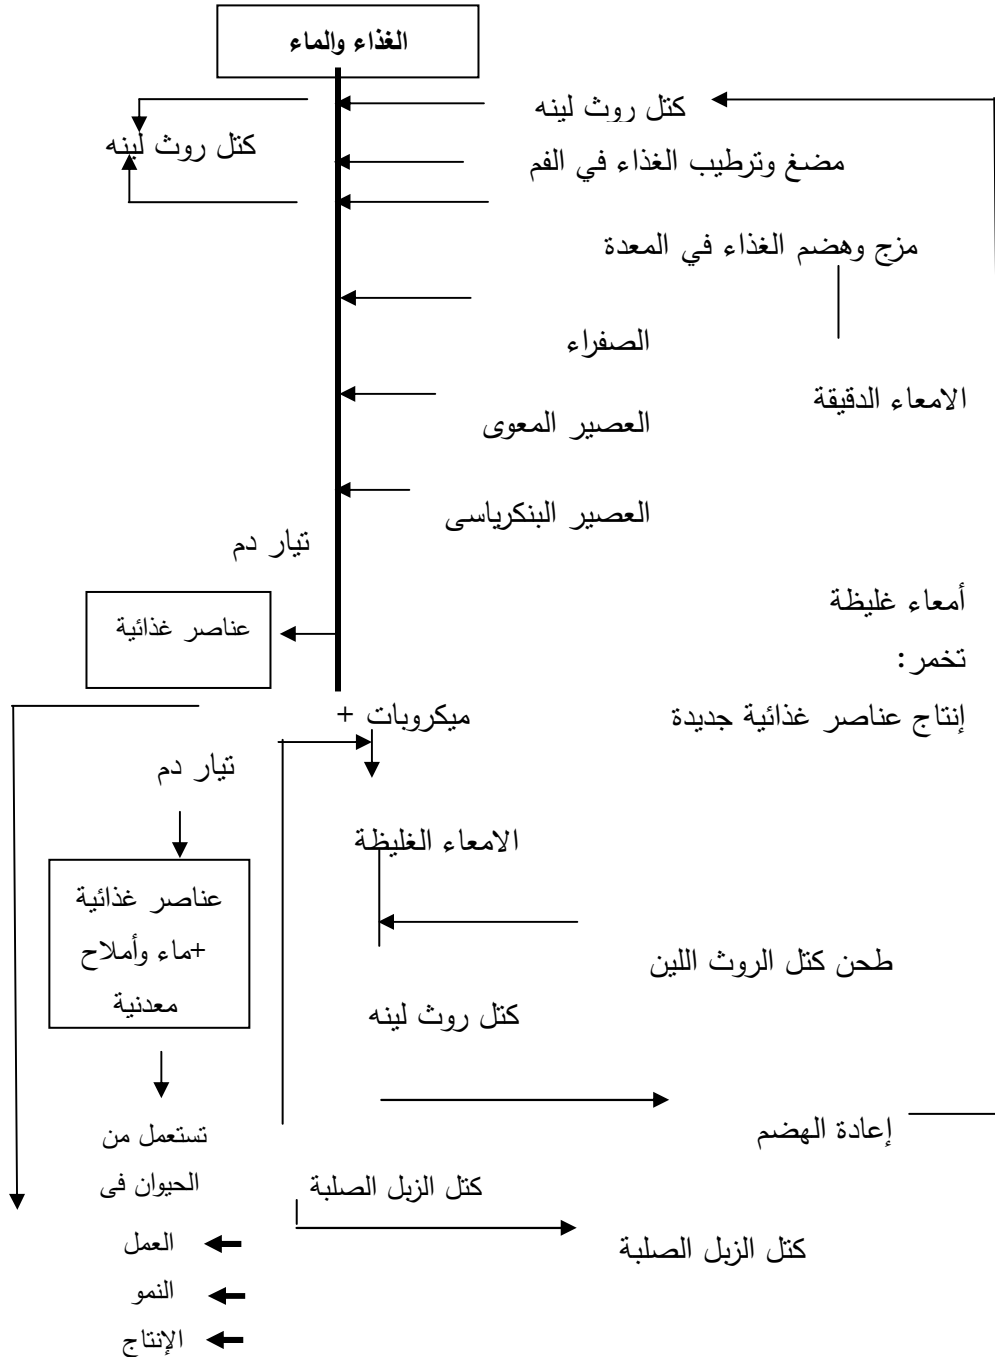 الغذاء والماء
كتل روث لينه
كتل روث لينه
مضغ وترطيب الغذاء في الفم
مزج وهضم الغذاء في المعدة
الصفراء
الامعاء الدقيقة
العصير المعوى
العصير البنكرياسى
تيار دم
أمعاء غليظة
عناصر غذائية
تخمر:
إنتاج عناصر غذائية جديدة
ميكروبات +
تيار دم
الامعاء الغليظة
عناصر غذائية
+ماء وأملاح
معدنية
طحن كتل الروث اللين
كتل روث لينه
إعادة الهضم
تستعمل من
الحيوان فى
كتل الزبل الصلبة
كتل الزبل الصلبة
العمل
النمو
الإنتاج